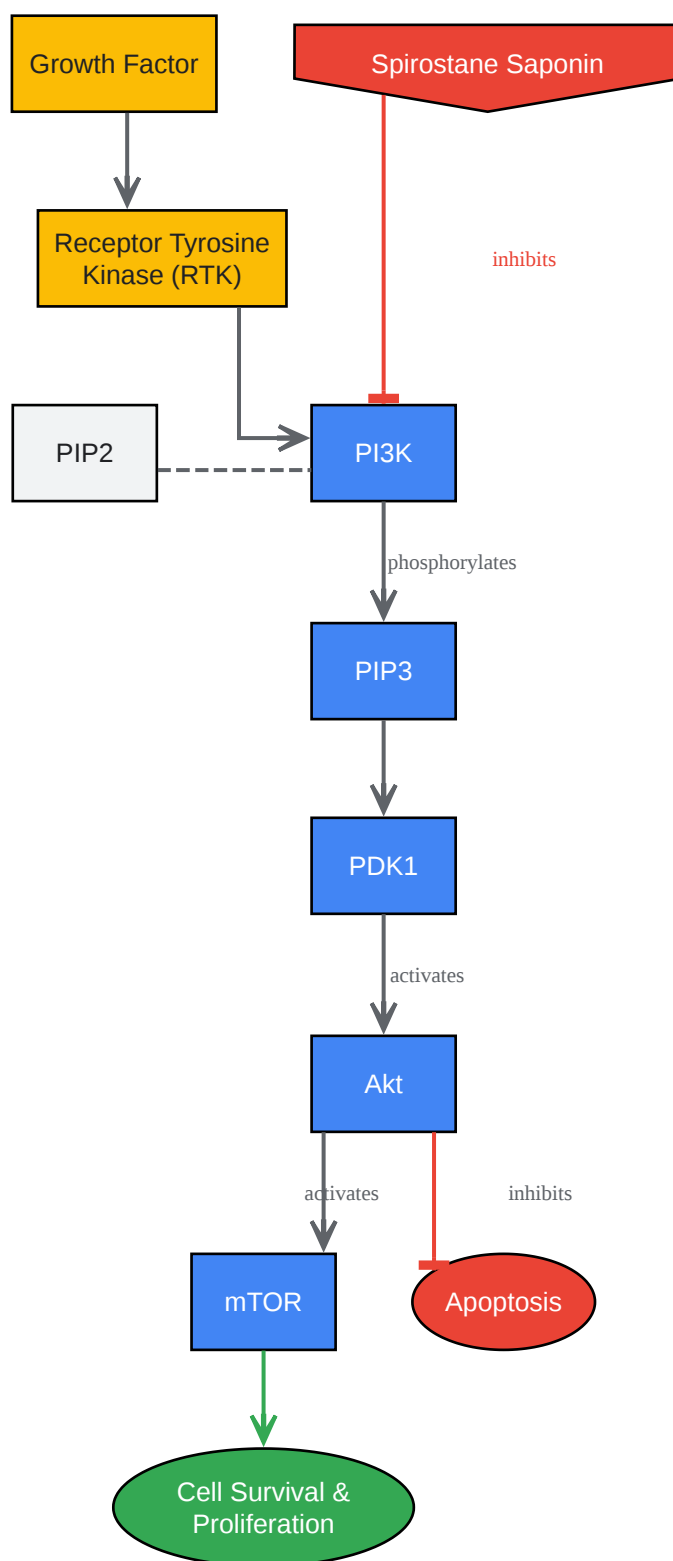 Growth Factor
Spirostane Saponin
Receptor Tyrosine
Kinase (RTK)
inhibits
PIP2
PI3K
phosphorylates
PIP3
PDK1
activates
Akt
activates
inhibits
mTOR
Apoptosis
Cell Survival &
Proliferation